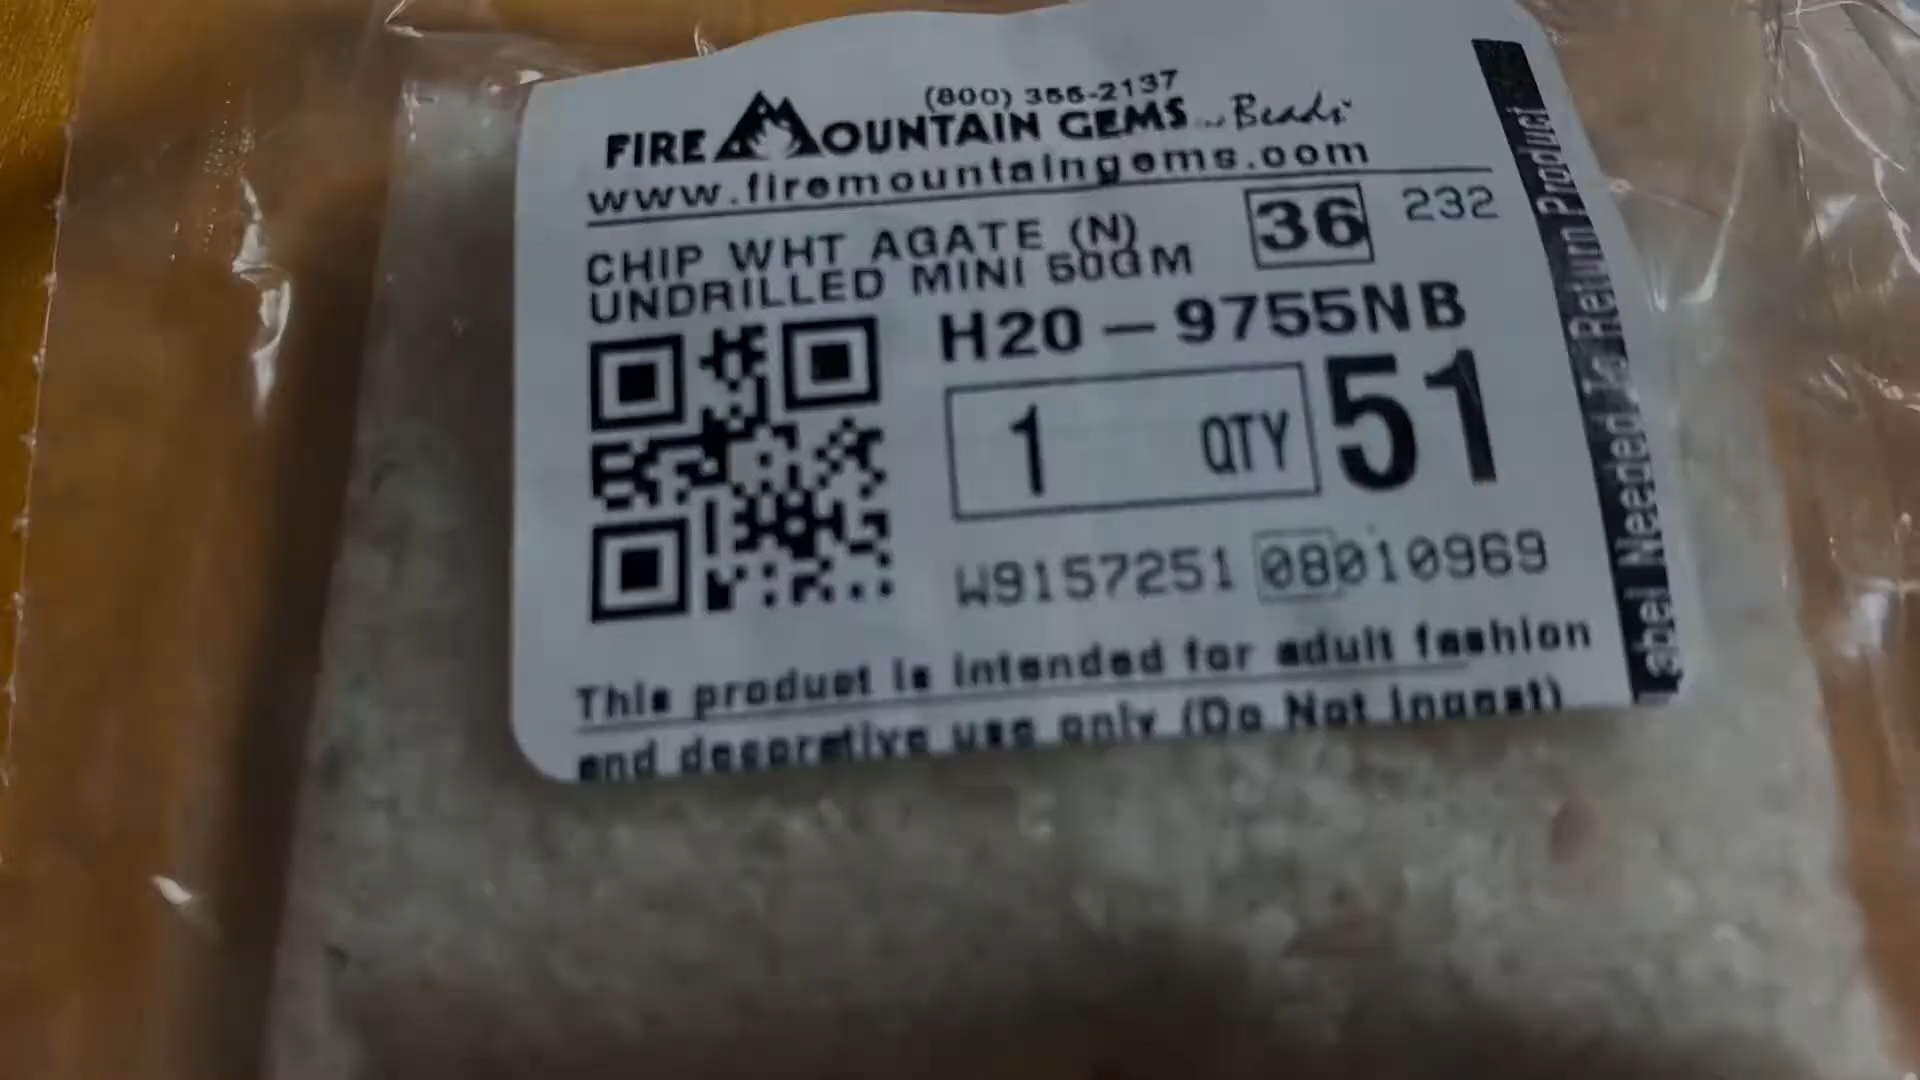 (800) 355-2137
FIRE MOUNTAIN GEMS and Beads
www.firemountaingems.com
CHIP WHT AGATE (N) 36 232
UNDRILLED MINI 50GM
H20-9755NB
1 QTY 51
W9157251 08010969
This product is intended for adult fashion
and decorative use only (Do Not Ingest)
Label Needed To Return Product